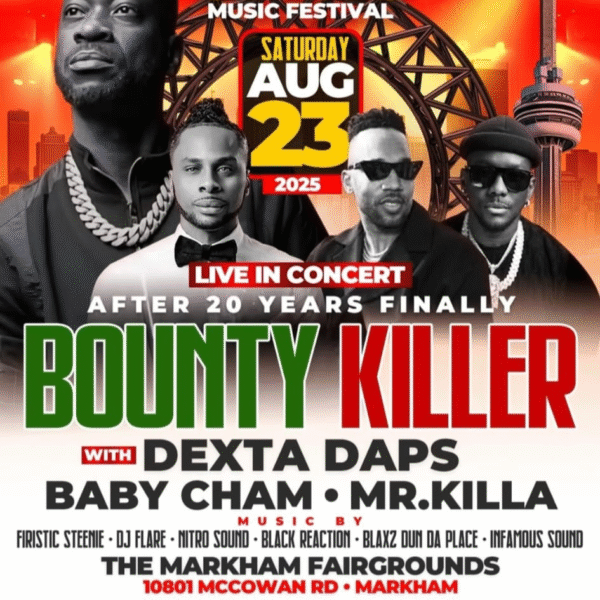 MUSIC FESTIVAL
SATURDAY
AUG
23
2025
LIVE IN CONCERT
AFTER 20 YEARS FINALLY
BOUNTY KILLER
WITH DEXTA DAPS
BABY CHAM • MR.KILLA
MUSIC BY
FIRISTIC STEENIE • DJ FLARE • NITRO SOUND • BLACK REACTION • BLAXZ DUN DA PLACE • INFAMOUS SOUND
THE MARKHAM FAIRGROUNDS
10801 MCCOWAN RD • MARKHAM